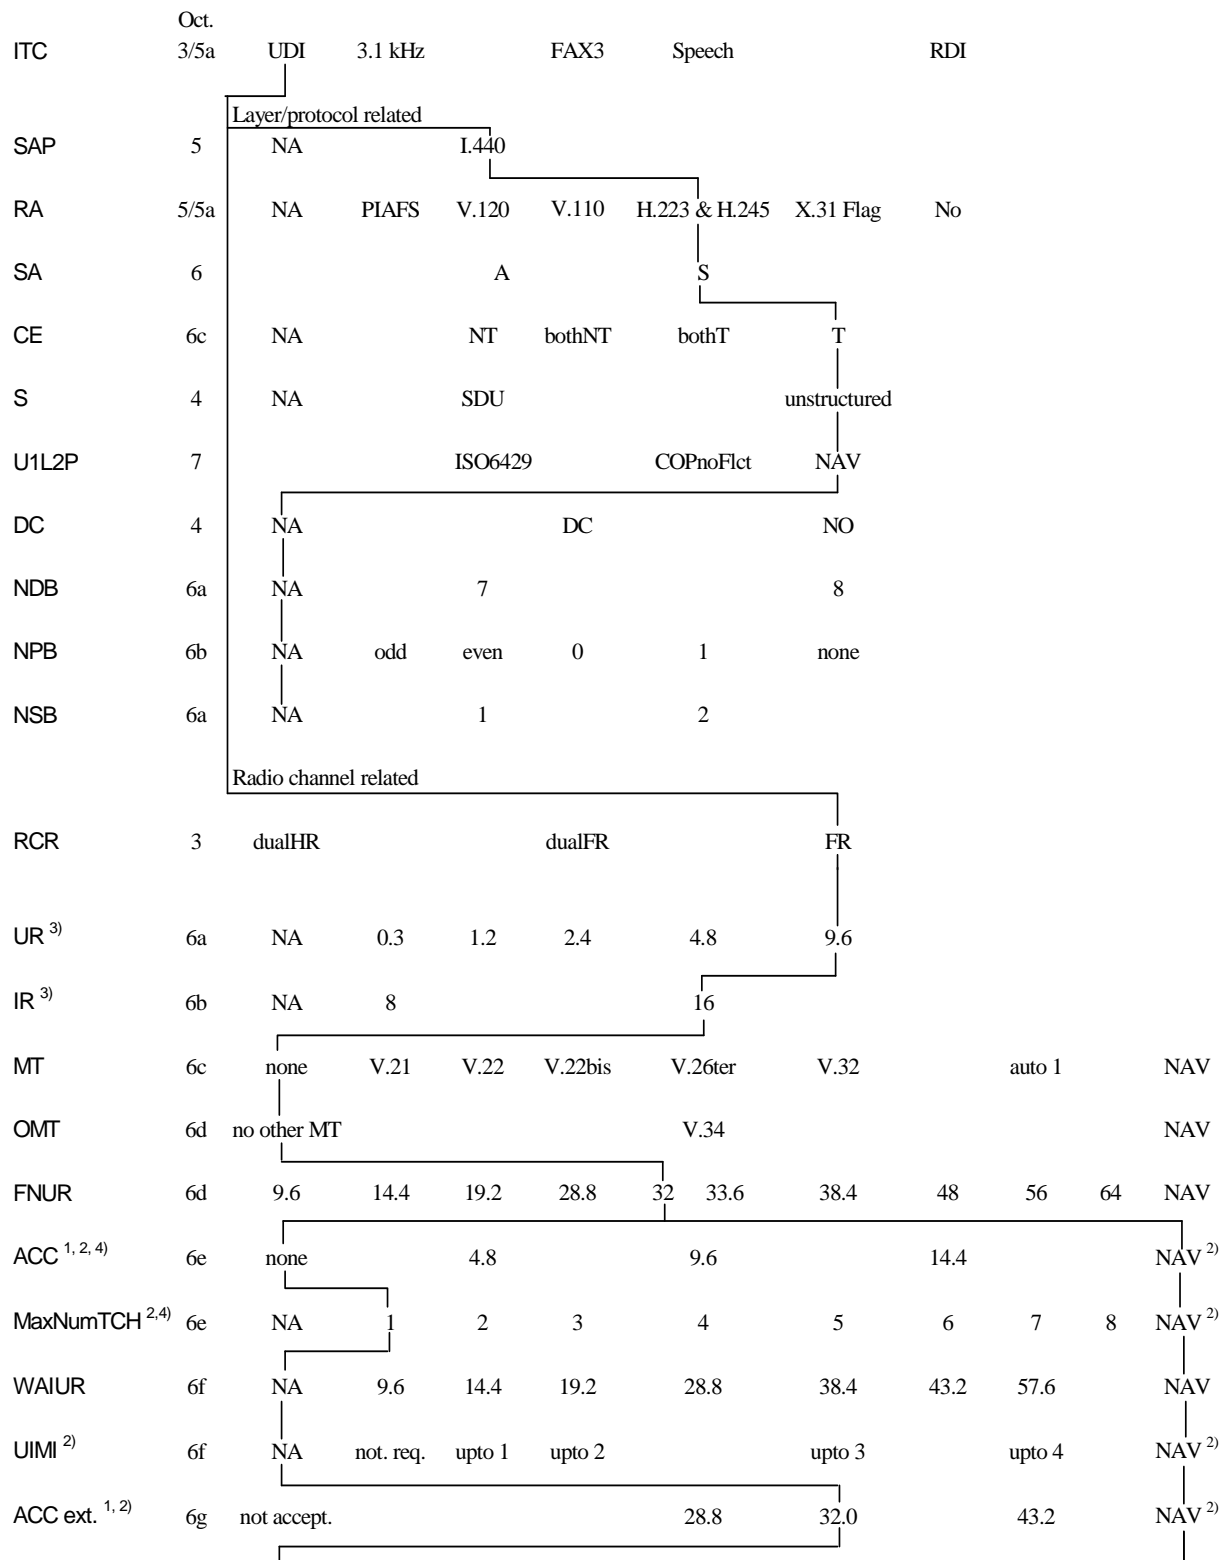 Oct.
ITC 3/5a UDI 3.1 kHz FAX3 Speech RDI
Layer/protocol related
SAP 5 NA I.440
RA 5/5a NA PIAFS V.120 V.110 H.223 & H.245 X.31 Flag No
SA 6 A S
CE 6c NA NT bothNT bothT T
S 4 NA SDU unstructured
U1L2P 7 ISO6429 COPnoFlct NAV
DC 4 NA DC NO
NDB 6a NA 7 8
NPB 6b NA odd even 0 1 none
NSB 6a NA 1 2
Radio channel related
RCR 3 dualHR dualFR FR
UR 3) 6a NA 0.3 1.2 2.4 4.8 9.6
IR 3) 6b NA 8 16
MT 6c none V.21 V.22 V.22bis V.26ter V.32 auto 1 NAV
OMT 6d no other MT V.34 NAV
FNUR 6d 9.6 14.4 19.2 28.8 32 33.6 38.4 48 56 64 NAV
ACC 1, 2, 4) 6e none 4.8 9.6 14.4 NAV 2)
MaxNumTCH 2,4) 6e NA 1 2 3 4 5 6 7 8 NAV 2)
WAIUR 6f NA 9.6 14.4 19.2 28.8 38.4 43.2 57.6 NAV
UIMI 2) 6f NA not. req. upto 1 upto 2 upto 3 upto 4 NAV 2)
ACC ext. 1, 2) 6g not accept. 28.8 32.0 43.2 NAV 2)